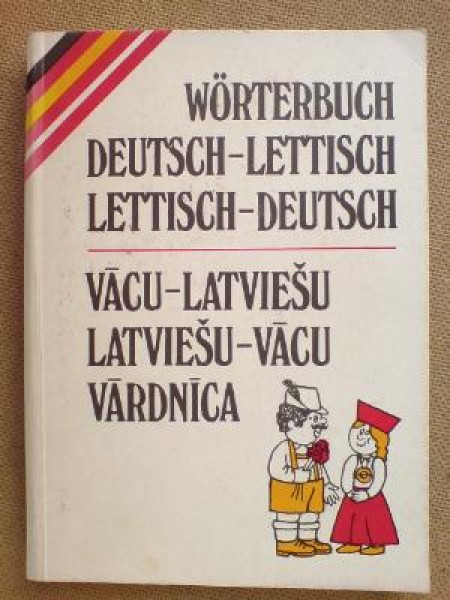 WÖRTERBUCH
DEUTSCH-LETTISCH
LETTISCH-DEUTSCH
VĀCU-LATVIEŠU
LATVIEŠU-VĀCU
VĀRDNĪCA